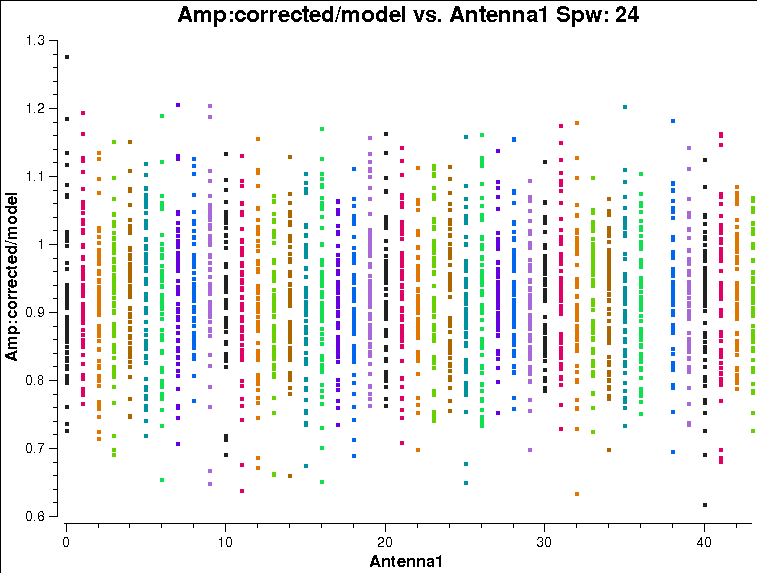 Amp:corrected/model vs. Antenna1 Spw: 24
Amp:corrected/model
1.3
1.2
1.1
1
0.9
0.8
0.7
0.6
0 10 20 30 40
Antenna1